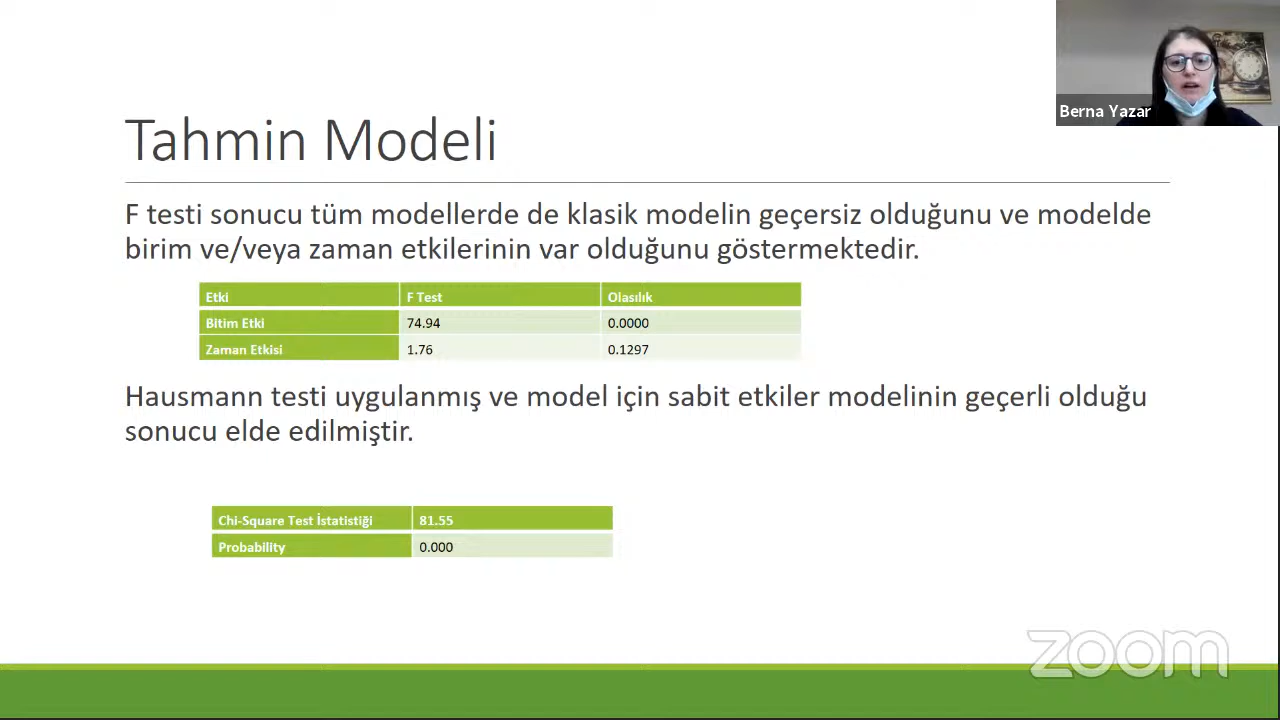 Berna Yazar
Tahmin Modeli
F testi sonucu tüm modellerde de klasik modelin geçersiz olduğunu ve modelde
birim ve/veya zaman etkilerinin var olduğunu göstermektedir.
Etki F Test Olasılık
Bitim Etki 74.94 0.0000
Zaman Etkisi 1.76 0.1297
Hausmann testi uygulanmış ve model için sabit etkiler modelinin geçerli olduğu
sonucu elde edilmiştir.
Chi-Square Test İstatistiği 81.55
Probability 0.000
zoom